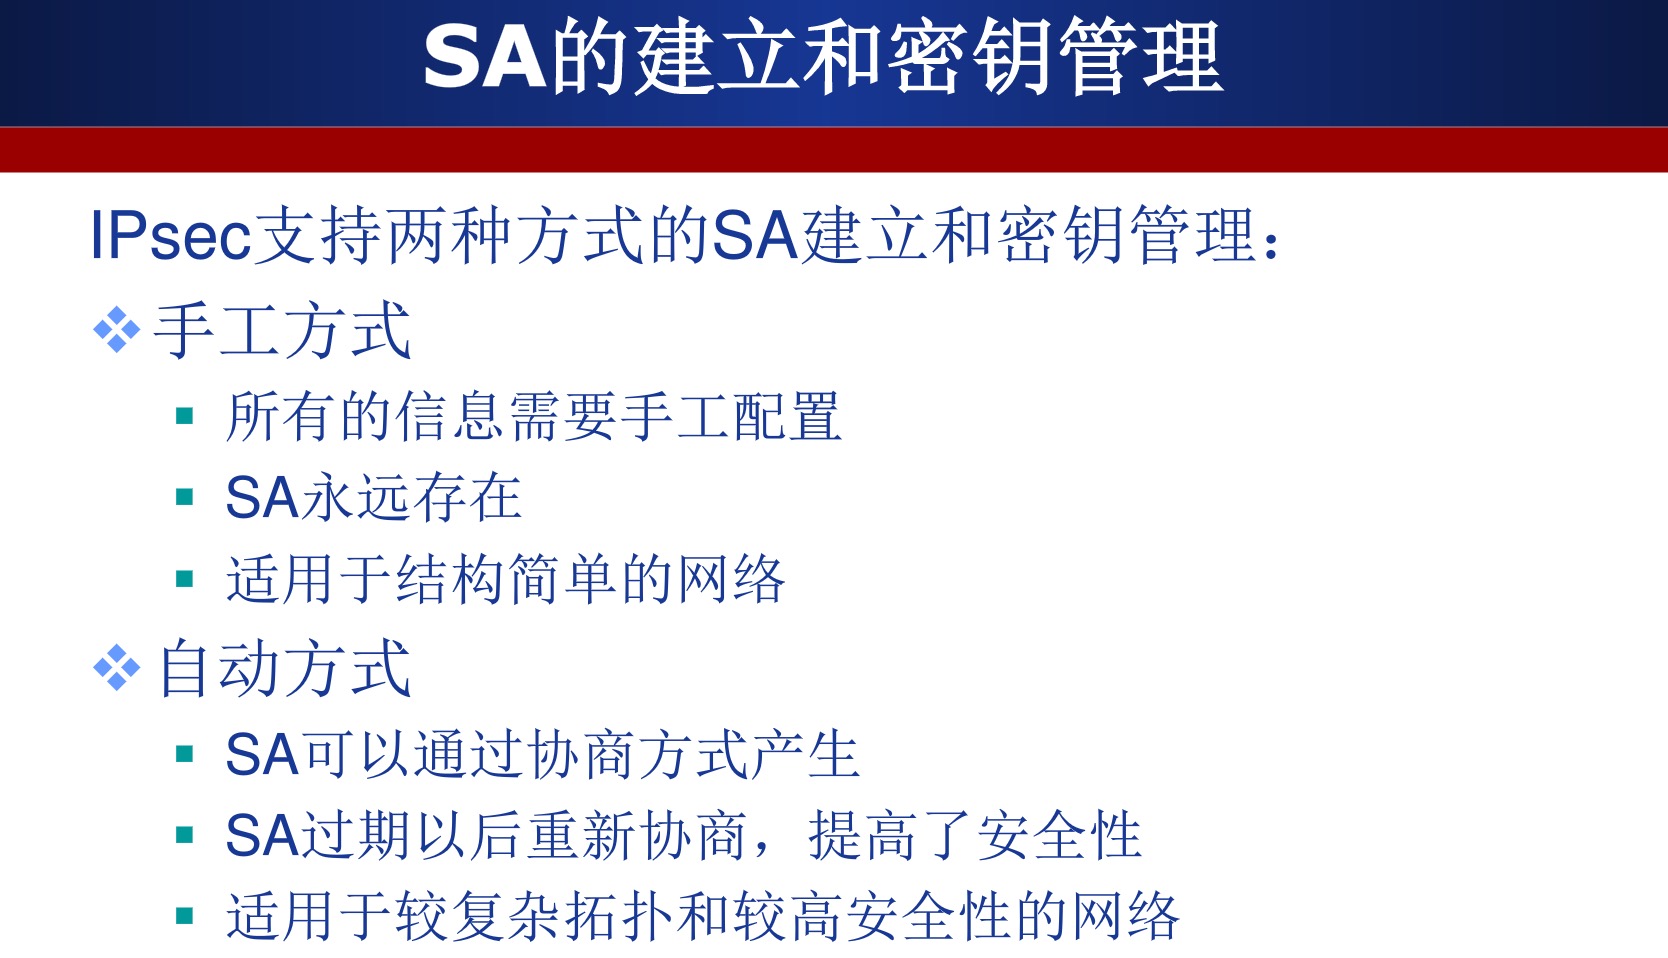 SA的建立和密钥管理
IPsec支持两种方式的SA建立和密钥管理：
手工方式
所有的信息需要手工配置
SA永远存在
适用于结构简单的网络
自动方式
SA可以通过协商方式产生
SA过期以后重新协商，提高了安全性
适用于较复杂拓扑和较高安全性的网络